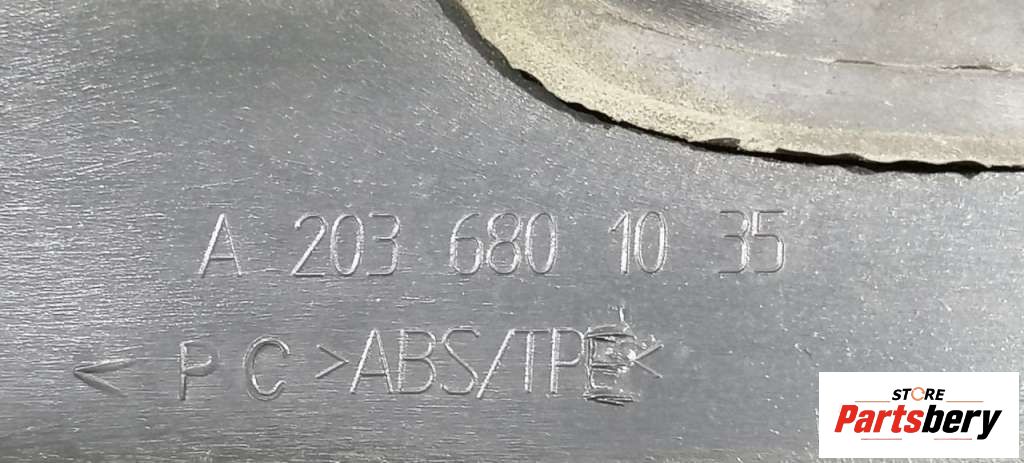 A 203 680 10 35
< P C >ABS/TPE<
STORE
Partsbery